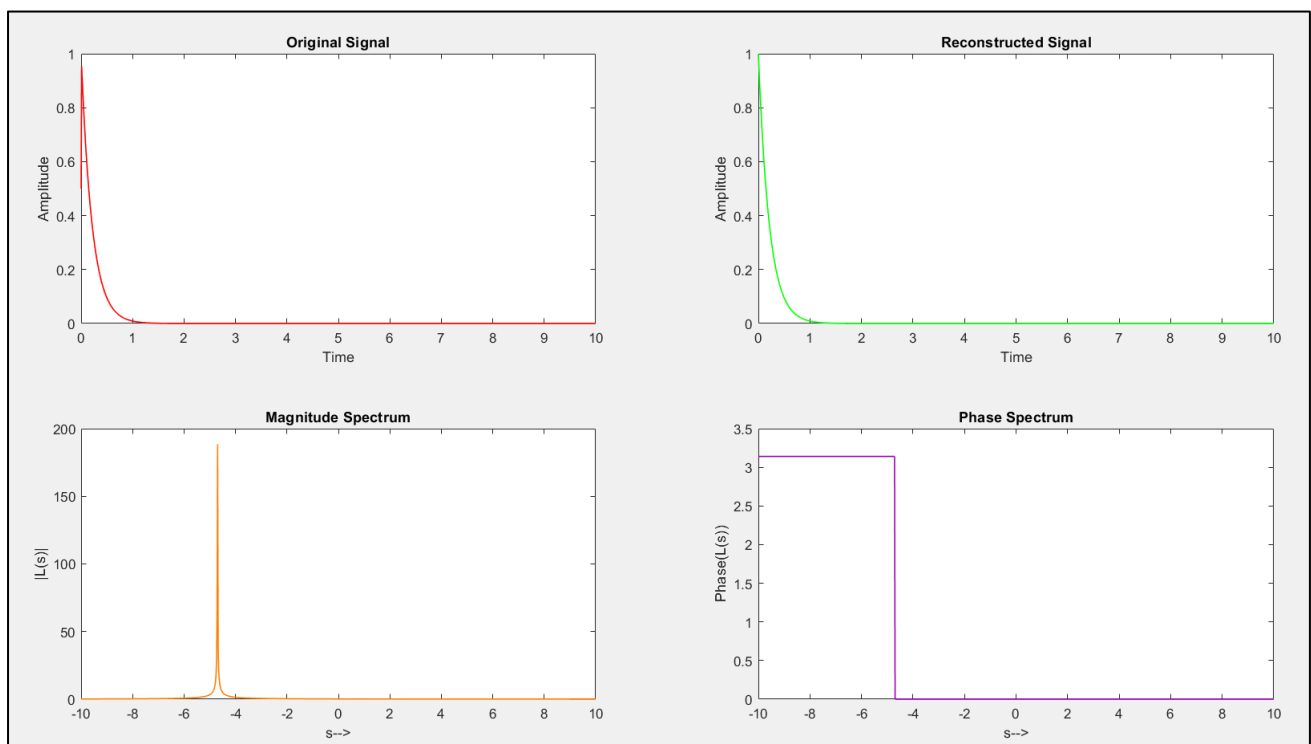 Original Signal
1
0.8
0.6
0.4
0.2
0
Amplitude
0 1 2 3 4 5 6 7 8 9 10
Time
Reconstructed Signal
1
0.8
0.6
0.4
0.2
0
Amplitude
0 1 2 3 4 5 6 7 8 9 10
Time
Magnitude Spectrum
200
150
100
50
0
|L(s)|
-10 -8 -6 -4 -2 0 2 4 6 8 10
s-->
Phase Spectrum
3.5
3
2.5
2
1.5
1
0.5
0
Phase(L(s))
-10 -8 -6 -4 -2 0 2 4 6 8 10
s-->